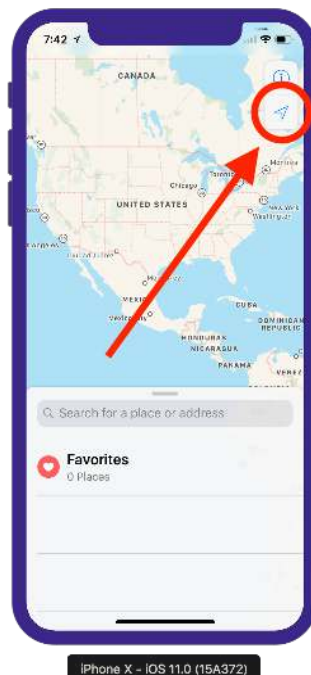 7:42
CANADA
Toronto
Montrea
Chicago
UNITED STATES
New York
Washington
MEXICO
CUBA
DOMINICAN
REPUBLIC
HONDURAS
NICARAGUA
PANAMA
Search for a place or address
Favorites
0 Places
iPhone X – iOS 11.0 (15A372)